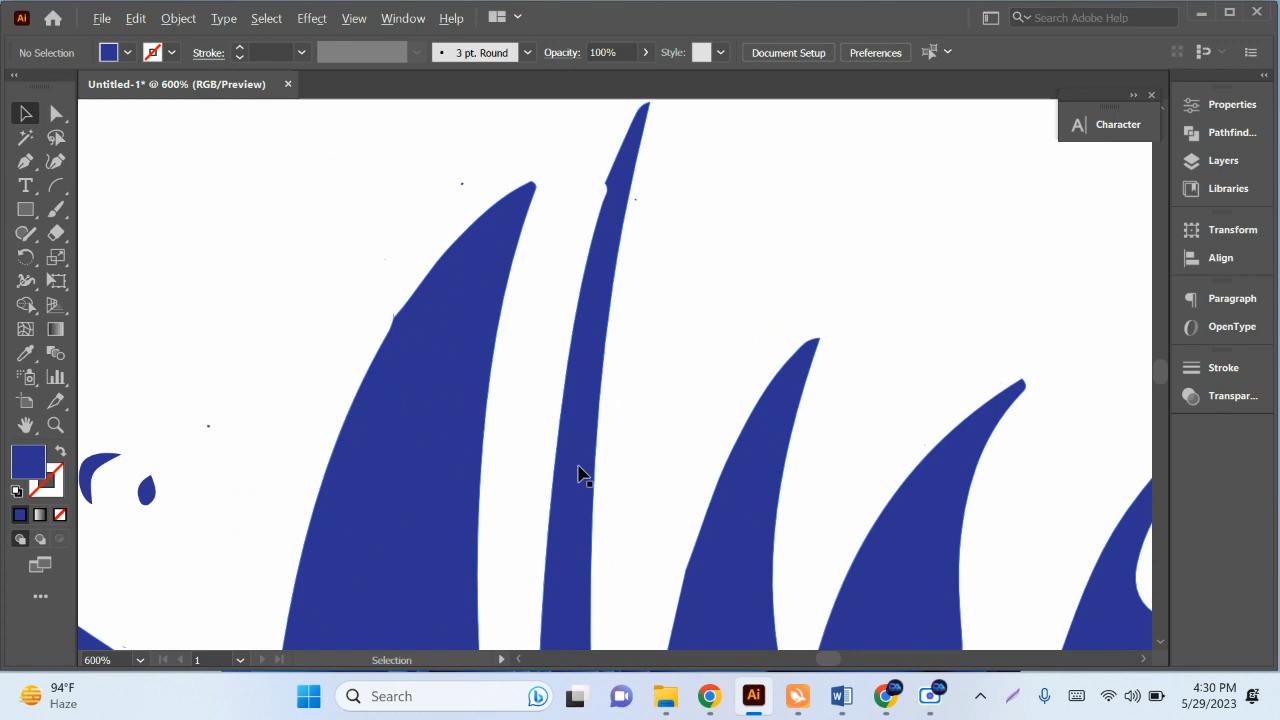 Ai File Edit Object Type Select Effect View Window Help Search Adobe Help
No Selection Stroke: 3 pt. Round Opacity: 100% Style: Document Setup Preferences
Untitled-1* @ 600% (RGB/Preview)
Character
Properties
Pathfind...
Layers
Libraries
Transform
Align
Paragraph
OpenType
Stroke
Transpar...
600% 1 Selection
94°F
Haze
Search
Ai
4:30 PM
5/29/2023